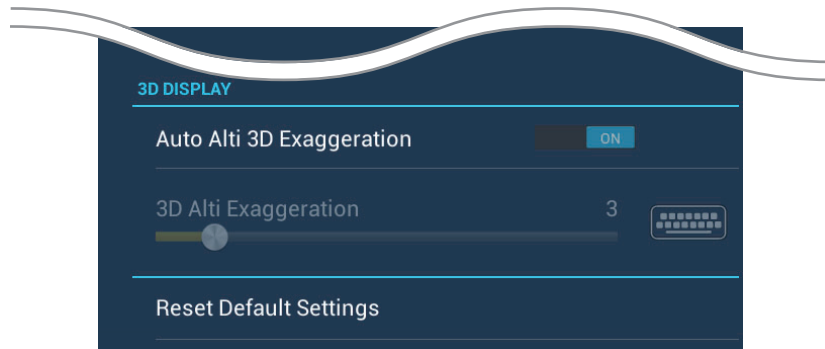 3D DISPLAY
Auto Alti 3D Exaggeration ON
3D Alti Exaggeration 3
Reset Default Settings